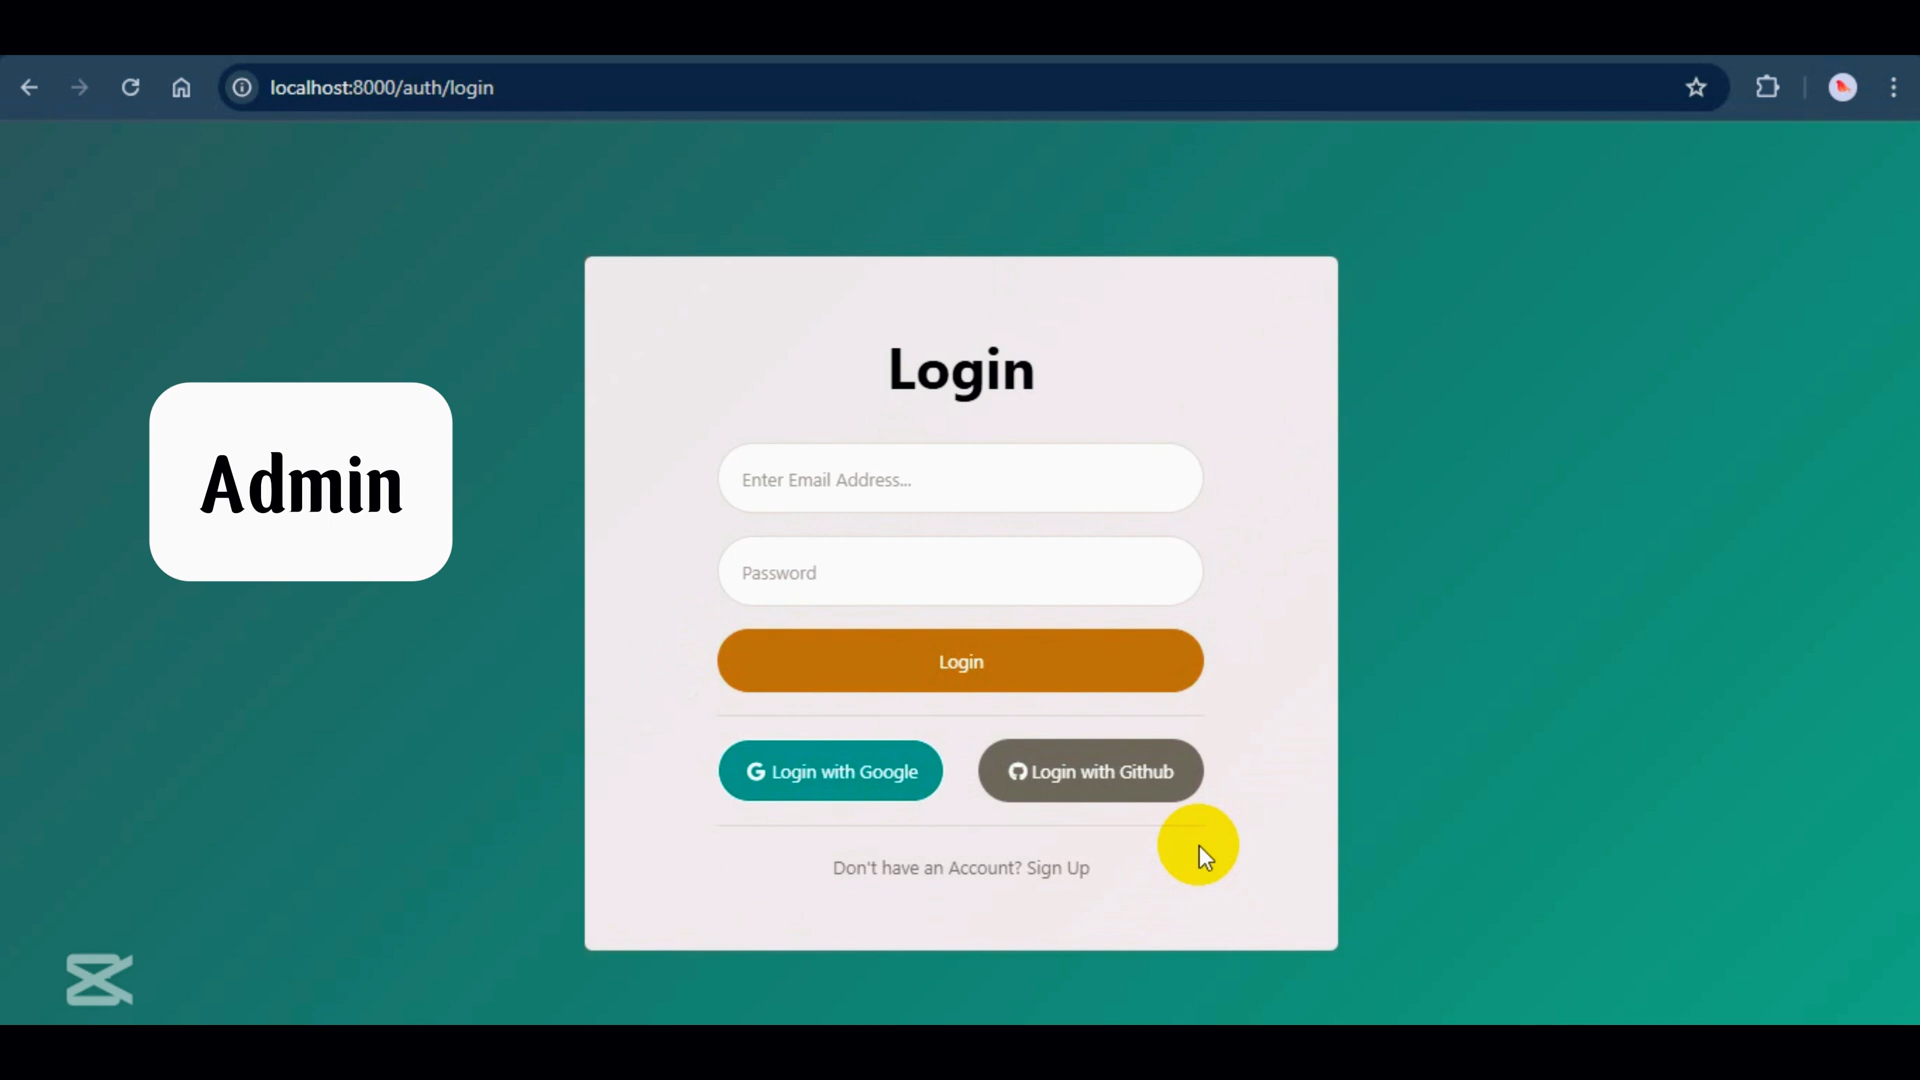 localhost:8000/auth/login
Login
Admin
Enter Email Address...
Password
Login
Login with Google
Login with Github
Don't have an Account? Sign Up